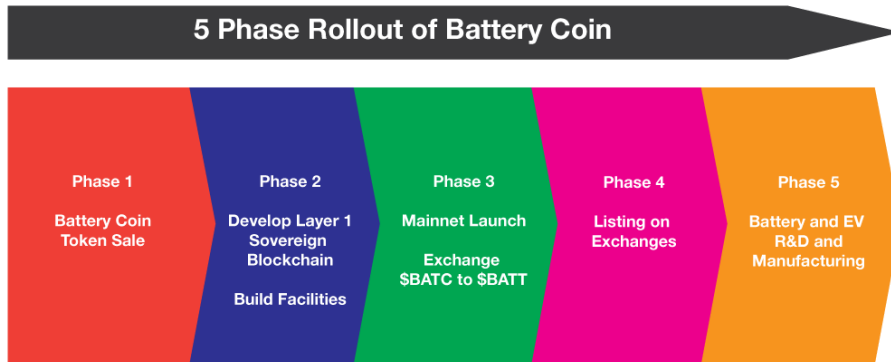 5 Phase Rollout of Battery Coin
Phase 1
Battery Coin
Token Sale
Phase 2
Develop Layer 1
Sovereign
Blockchain
Build Facilities
Phase 3
Mainnet Launch
Exchange
$BATC to $BATT
Phase 4
Listing on
Exchanges
Phase 5
Battery and EV
R&D and
Manufacturing